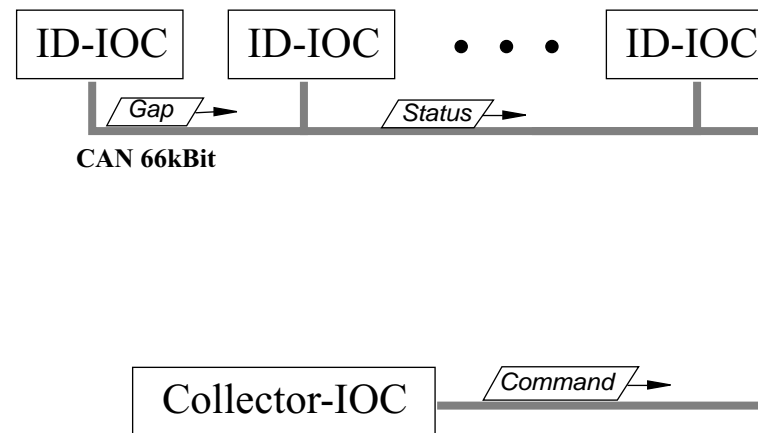 ID-IOC ID-IOC • • • ID-IOC
Gap Status
CAN 66kBit
Command
Collector-IOC